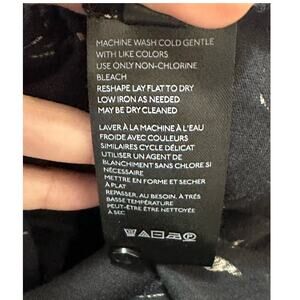 MACHINE WASH COLD GENTLE
WITH LIKE COLORS
USE ONLY NON-CHLORINE
BLEACH
RESHAPE LAY FLAT TO DRY
LOW IRON AS NEEDED
MAY BE DRY CLEANED
LAVER À LA MACHINE À L'EAU
FROIDE AVEC COULEURS
SIMILAIRES CYCLE DÉLICAT
UTILISER UN AGENT DE
BLANCHIMENT SANS CHLORE SI
NÉCESSAIRE
METTRE EN FORME ET SECHER
À PLAT
REPASSER, AU BESOIN, À TRÈS
BASSE TEMPÉRATURE
PEUT-ÊTRE ÊTRE NETTOYÉE
À SEC